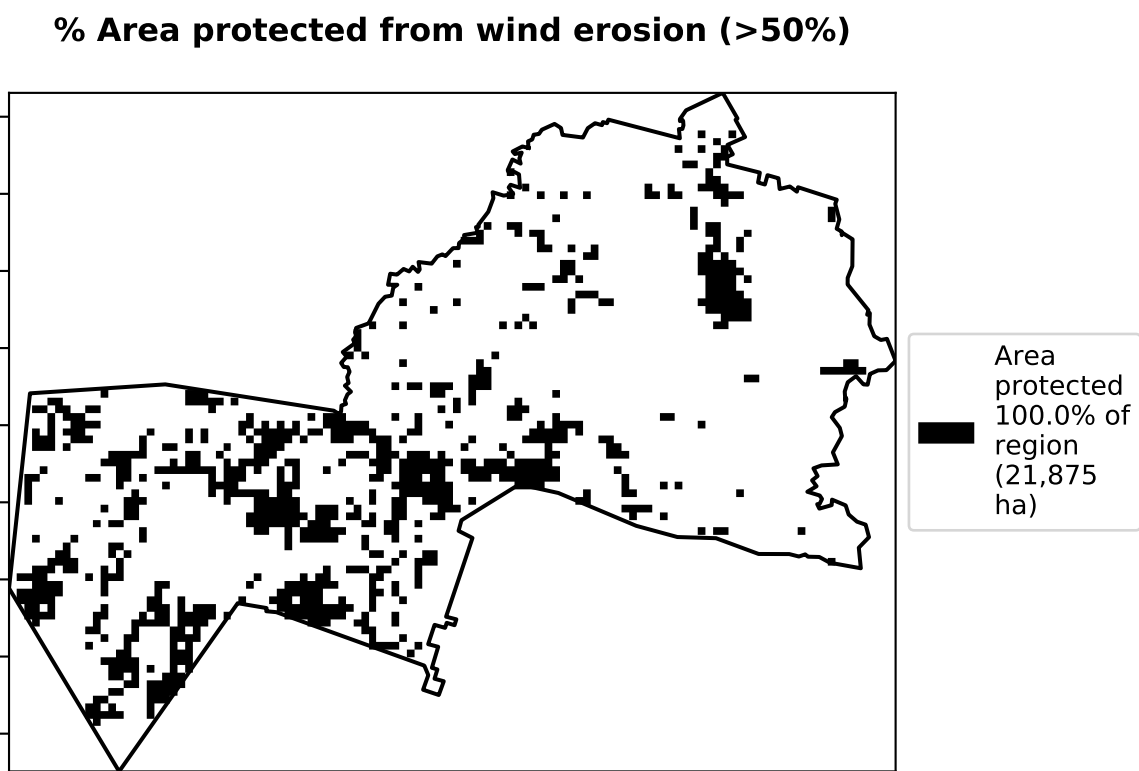 % Area protected from wind erosion (>50%)
Area
protected
100.0% of
region
(21,875
ha)